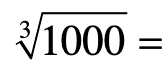 ∛1000 =